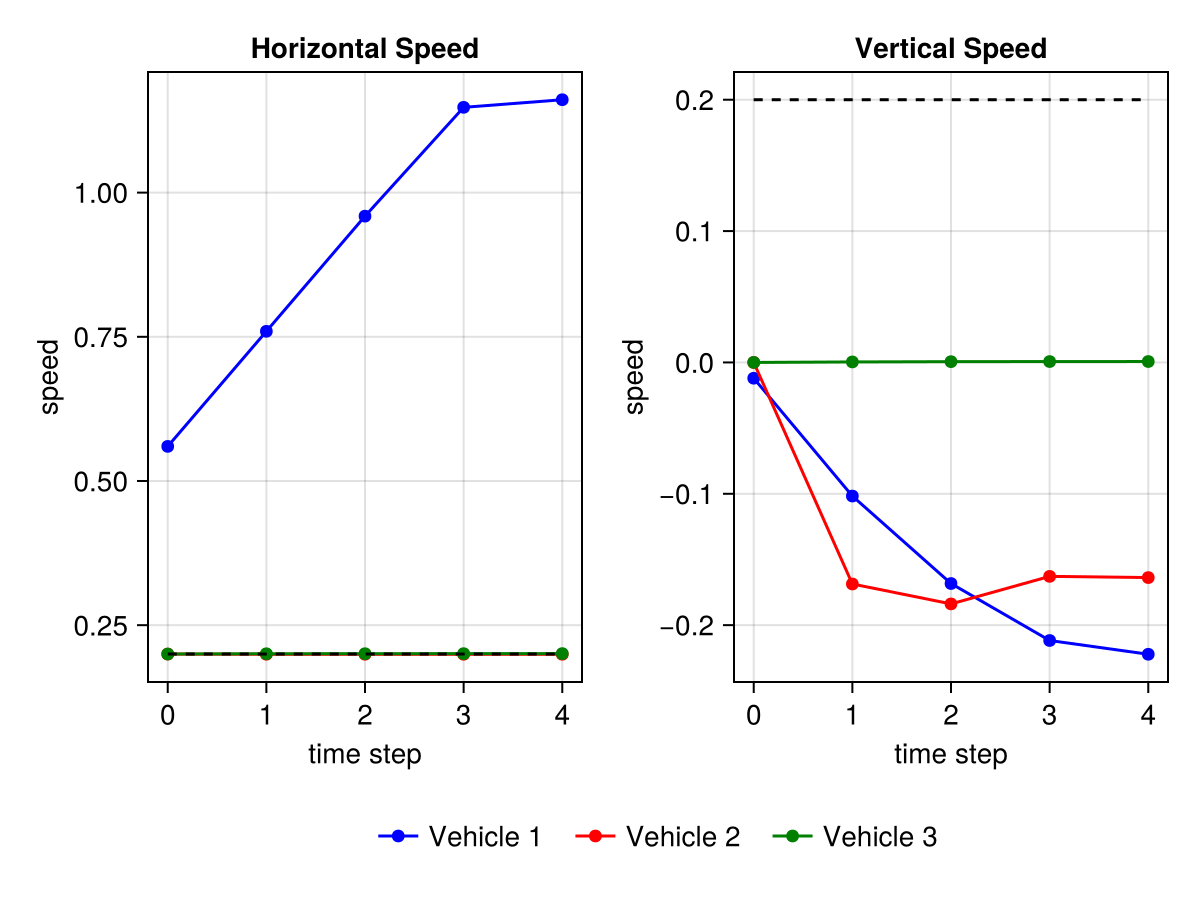 Horizontal Speed
speed
1.00
0.75
0.50
0.25
0 1 2 3 4
time step
Vertical Speed
speed
0.2
0.1
0.0
−0.1
−0.2
0 1 2 3 4
time step
Vehicle 1 Vehicle 2 Vehicle 3